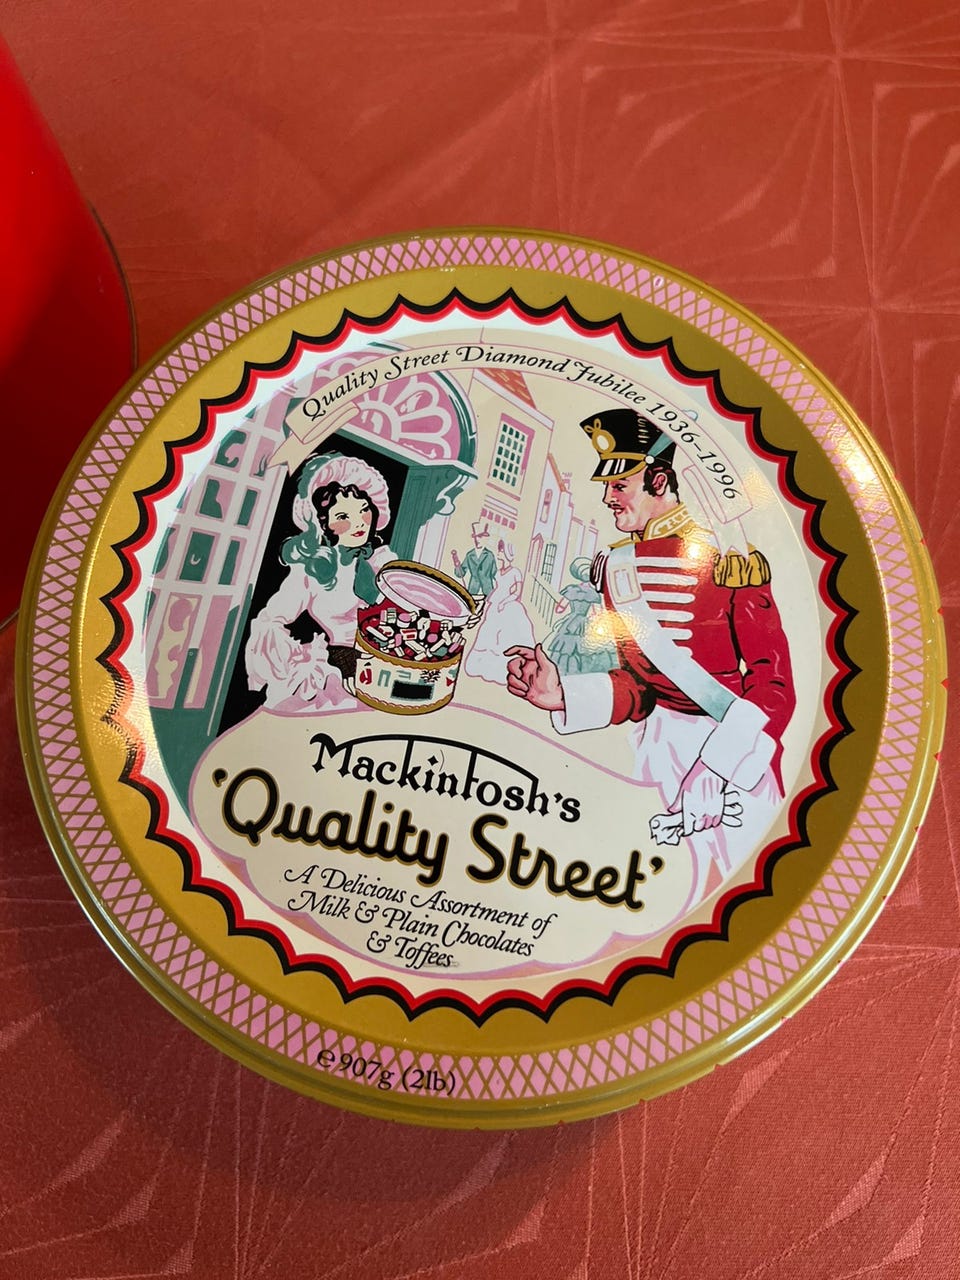 Quality Street Diamond Jubilee 1936-1996
Mackintosh's
'Quality Street'
A Delicious Assortment of
Milk & Plain Chocolates
& Toffees
e 907g (2lb)